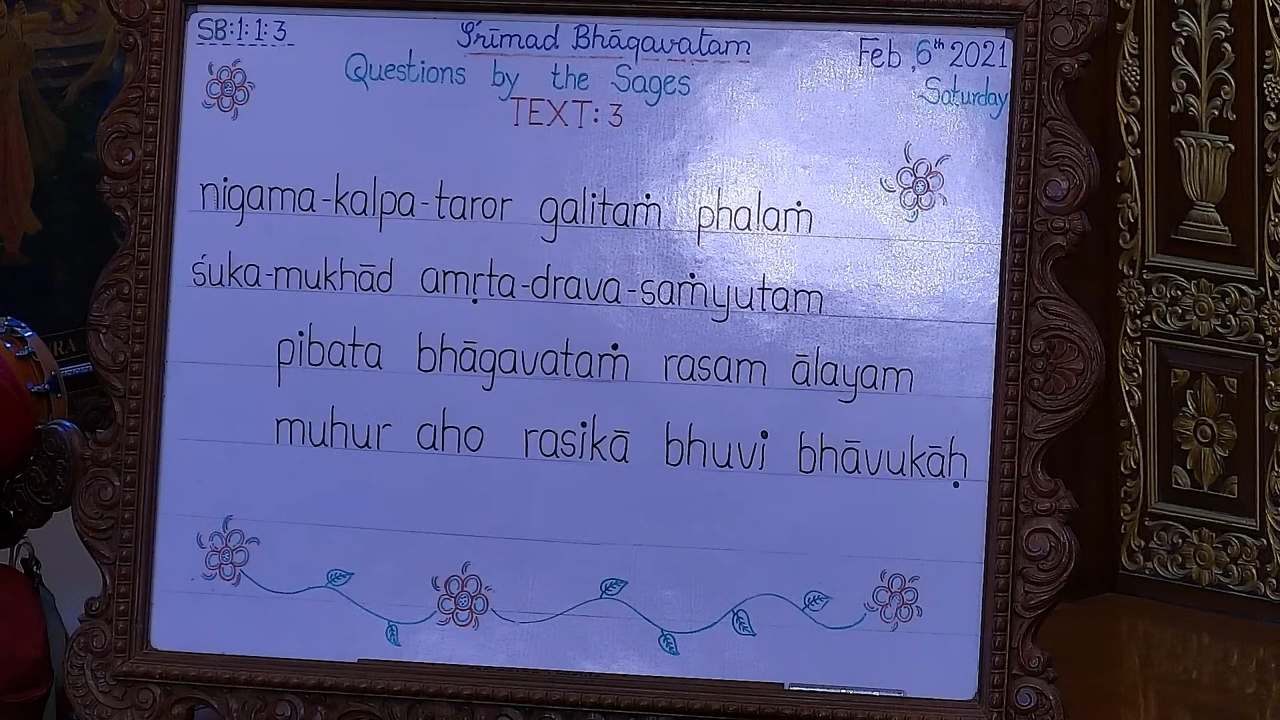 SB:1:1:3
Śrīmad Bhāgavatam
Feb, 6th 2021
Questions by the Sages
Saturday
TEXT: 3
nigama-kalpa-taror galitaṁ phalaṁ
śuka-mukhād amṛta-drava-saṁyutam
pibata bhāgavataṁ rasam ālayam
muhur aho rasikā bhuvi bhāvukāḥ